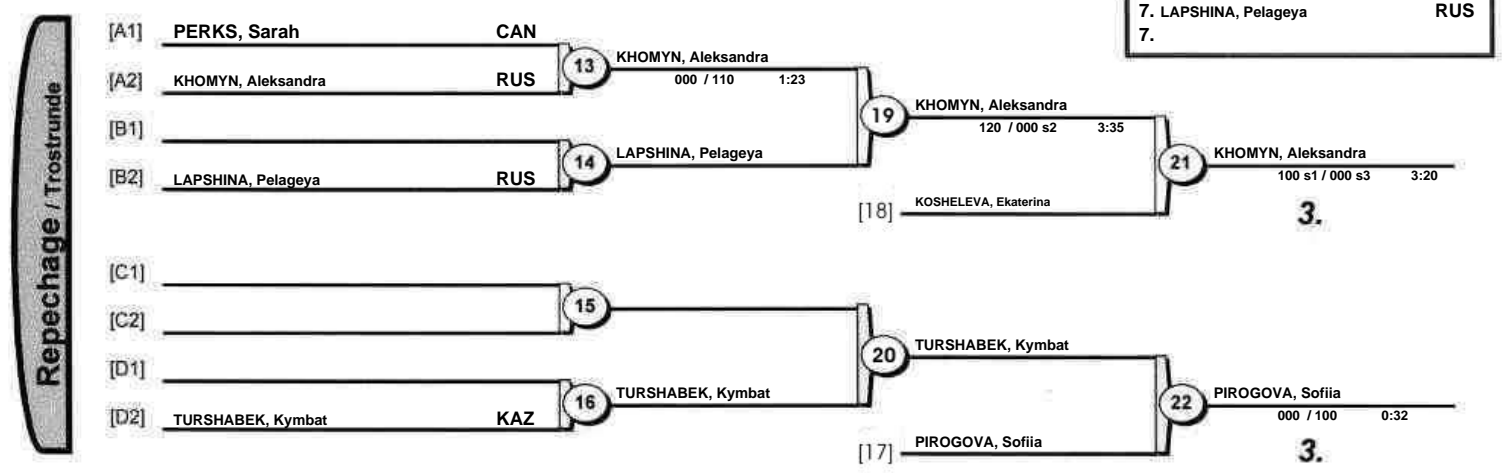 7. LAPSHINA, Pelageya RUS
7.
Repechage / Trostrunde
[A1] PERKS, Sarah CAN
13 KHOMYN, Aleksandra
000 / 110 1:23
[A2] KHOMYN, Aleksandra RUS
19 KHOMYN, Aleksandra
120 / 000 s2 3:35
[B1]
14 LAPSHINA, Pelageya
[B2] LAPSHINA, Pelageya RUS
21 KHOMYN, Aleksandra
100 s1 / 000 s3 3:20
[18] KOSHELEVA, Ekaterina
3.
[C1]
15
[C2]
20 TURSHABEK, Kymbat
[D1]
16 TURSHABEK, Kymbat
[D2] TURSHABEK, Kymbat KAZ
22 PIROGOVA, Sofiia
000 / 100 0:32
[17] PIROGOVA, Sofiia
3.